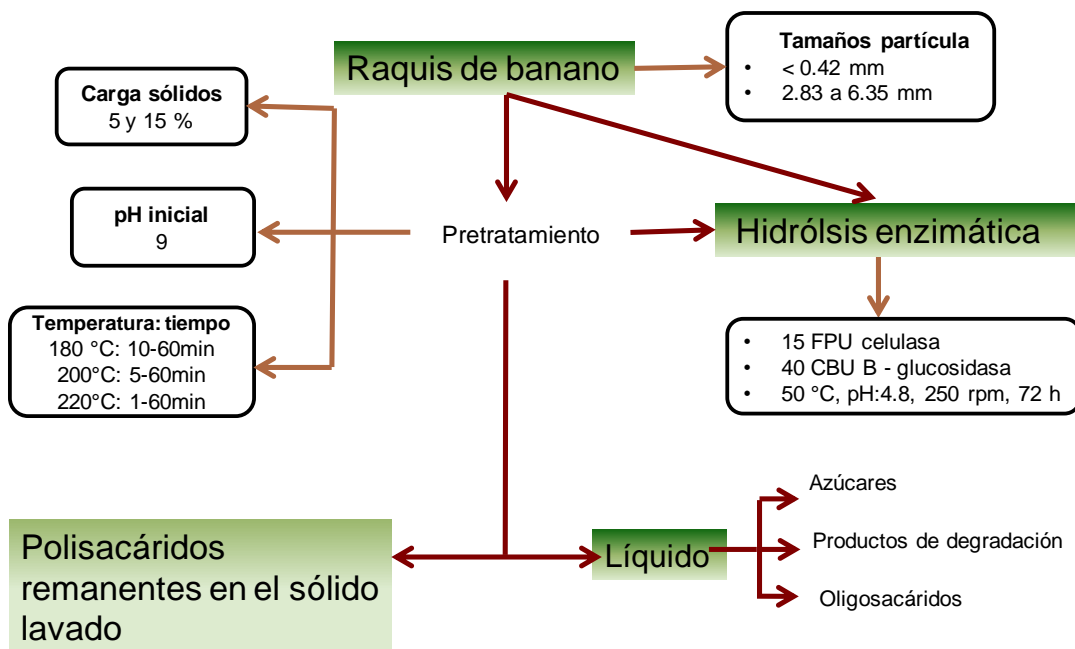 Raquis de banano
Tamaños partícula
• < 0.42 mm
• 2.83 a 6.35 mm
Carga sólidos
5 y 15 %
pH inicial
9
Pretratamiento
Hidrólsis enzimática
Temperatura: tiempo
180 °C: 10-60min
200°C: 5-60min
220°C: 1-60min
• 15 FPU celulasa
• 40 CBU B - glucosidasa
• 50 °C, pH:4.8, 250 rpm, 72 h
Polisacáridos
remanentes en el sólido
lavado
Líquido
Azúcares
Productos de degradación
Oligosacáridos